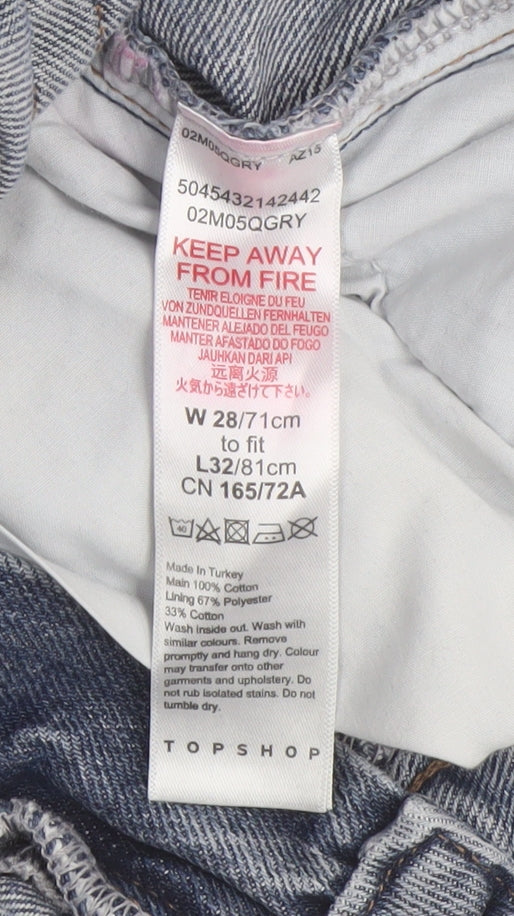 02M05QGRY AZ15
5045432142442
02M05QGRY
KEEP AWAY
FROM FIRE
TENIR ELOIGNE DU FEU
VON ZUNDQUELLEN FERNHALTEN
MANTENER ALEJADO DEL FEUGO
MANTER AFASTADO DO FOGO
JAUHKAN DARI API
远离火源
火気から遠ざけて下さい。
W 28/71cm
to fit
L32/81cm
CN 165/72A
40
Made In Turkey
Main 100% Cotton
Lining 67% Polyester
33% Cotton
Wash inside out. Wash with
similar colours. Remove
promptly and hang dry. Colour
may transfer onto other
garments and upholstery. Do
not rub isolated stains. Do not
tumble dry.
TOPSHOP